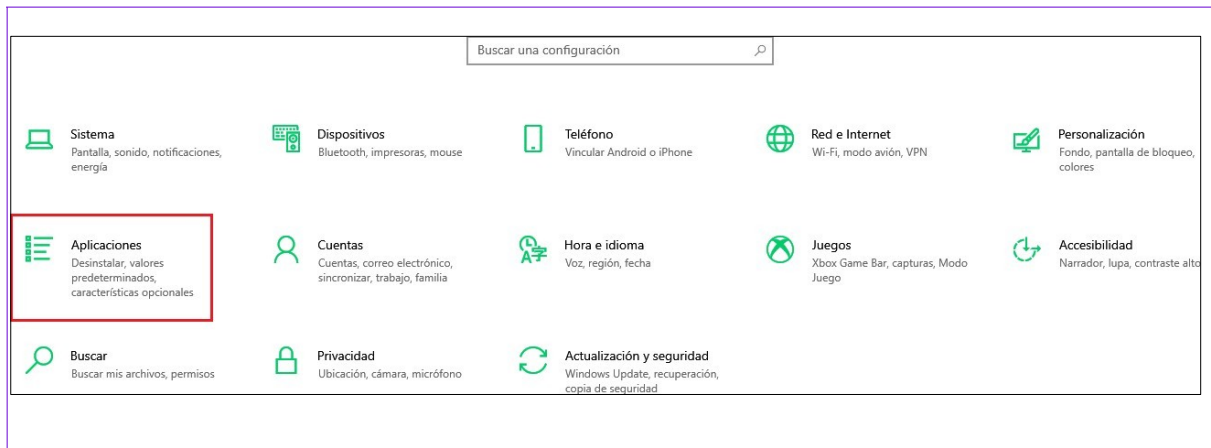 Buscar una configuración
Sistema
Pantalla, sonido, notificaciones,
energía
Dispositivos
Bluetooth, impresoras, mouse
Teléfono
Vincular Android o iPhone
Red e Internet
Wi-Fi, modo avión, VPN
Personalización
Fondo, pantalla de bloqueo,
colores
Aplicaciones
Desinstalar, valores
predeterminados,
características opcionales
Cuentas
Cuentas, correo electrónico,
sincronizar, trabajo, familia
Hora e idioma
Voz, región, fecha
Juegos
Xbox Game Bar, capturas, Modo
Juego
Accesibilidad
Narrador, lupa, contraste alto
Buscar
Buscar mis archivos, permisos
Privacidad
Ubicación, cámara, micrófono
Actualización y seguridad
Windows Update, recuperación,
copia de seguridad